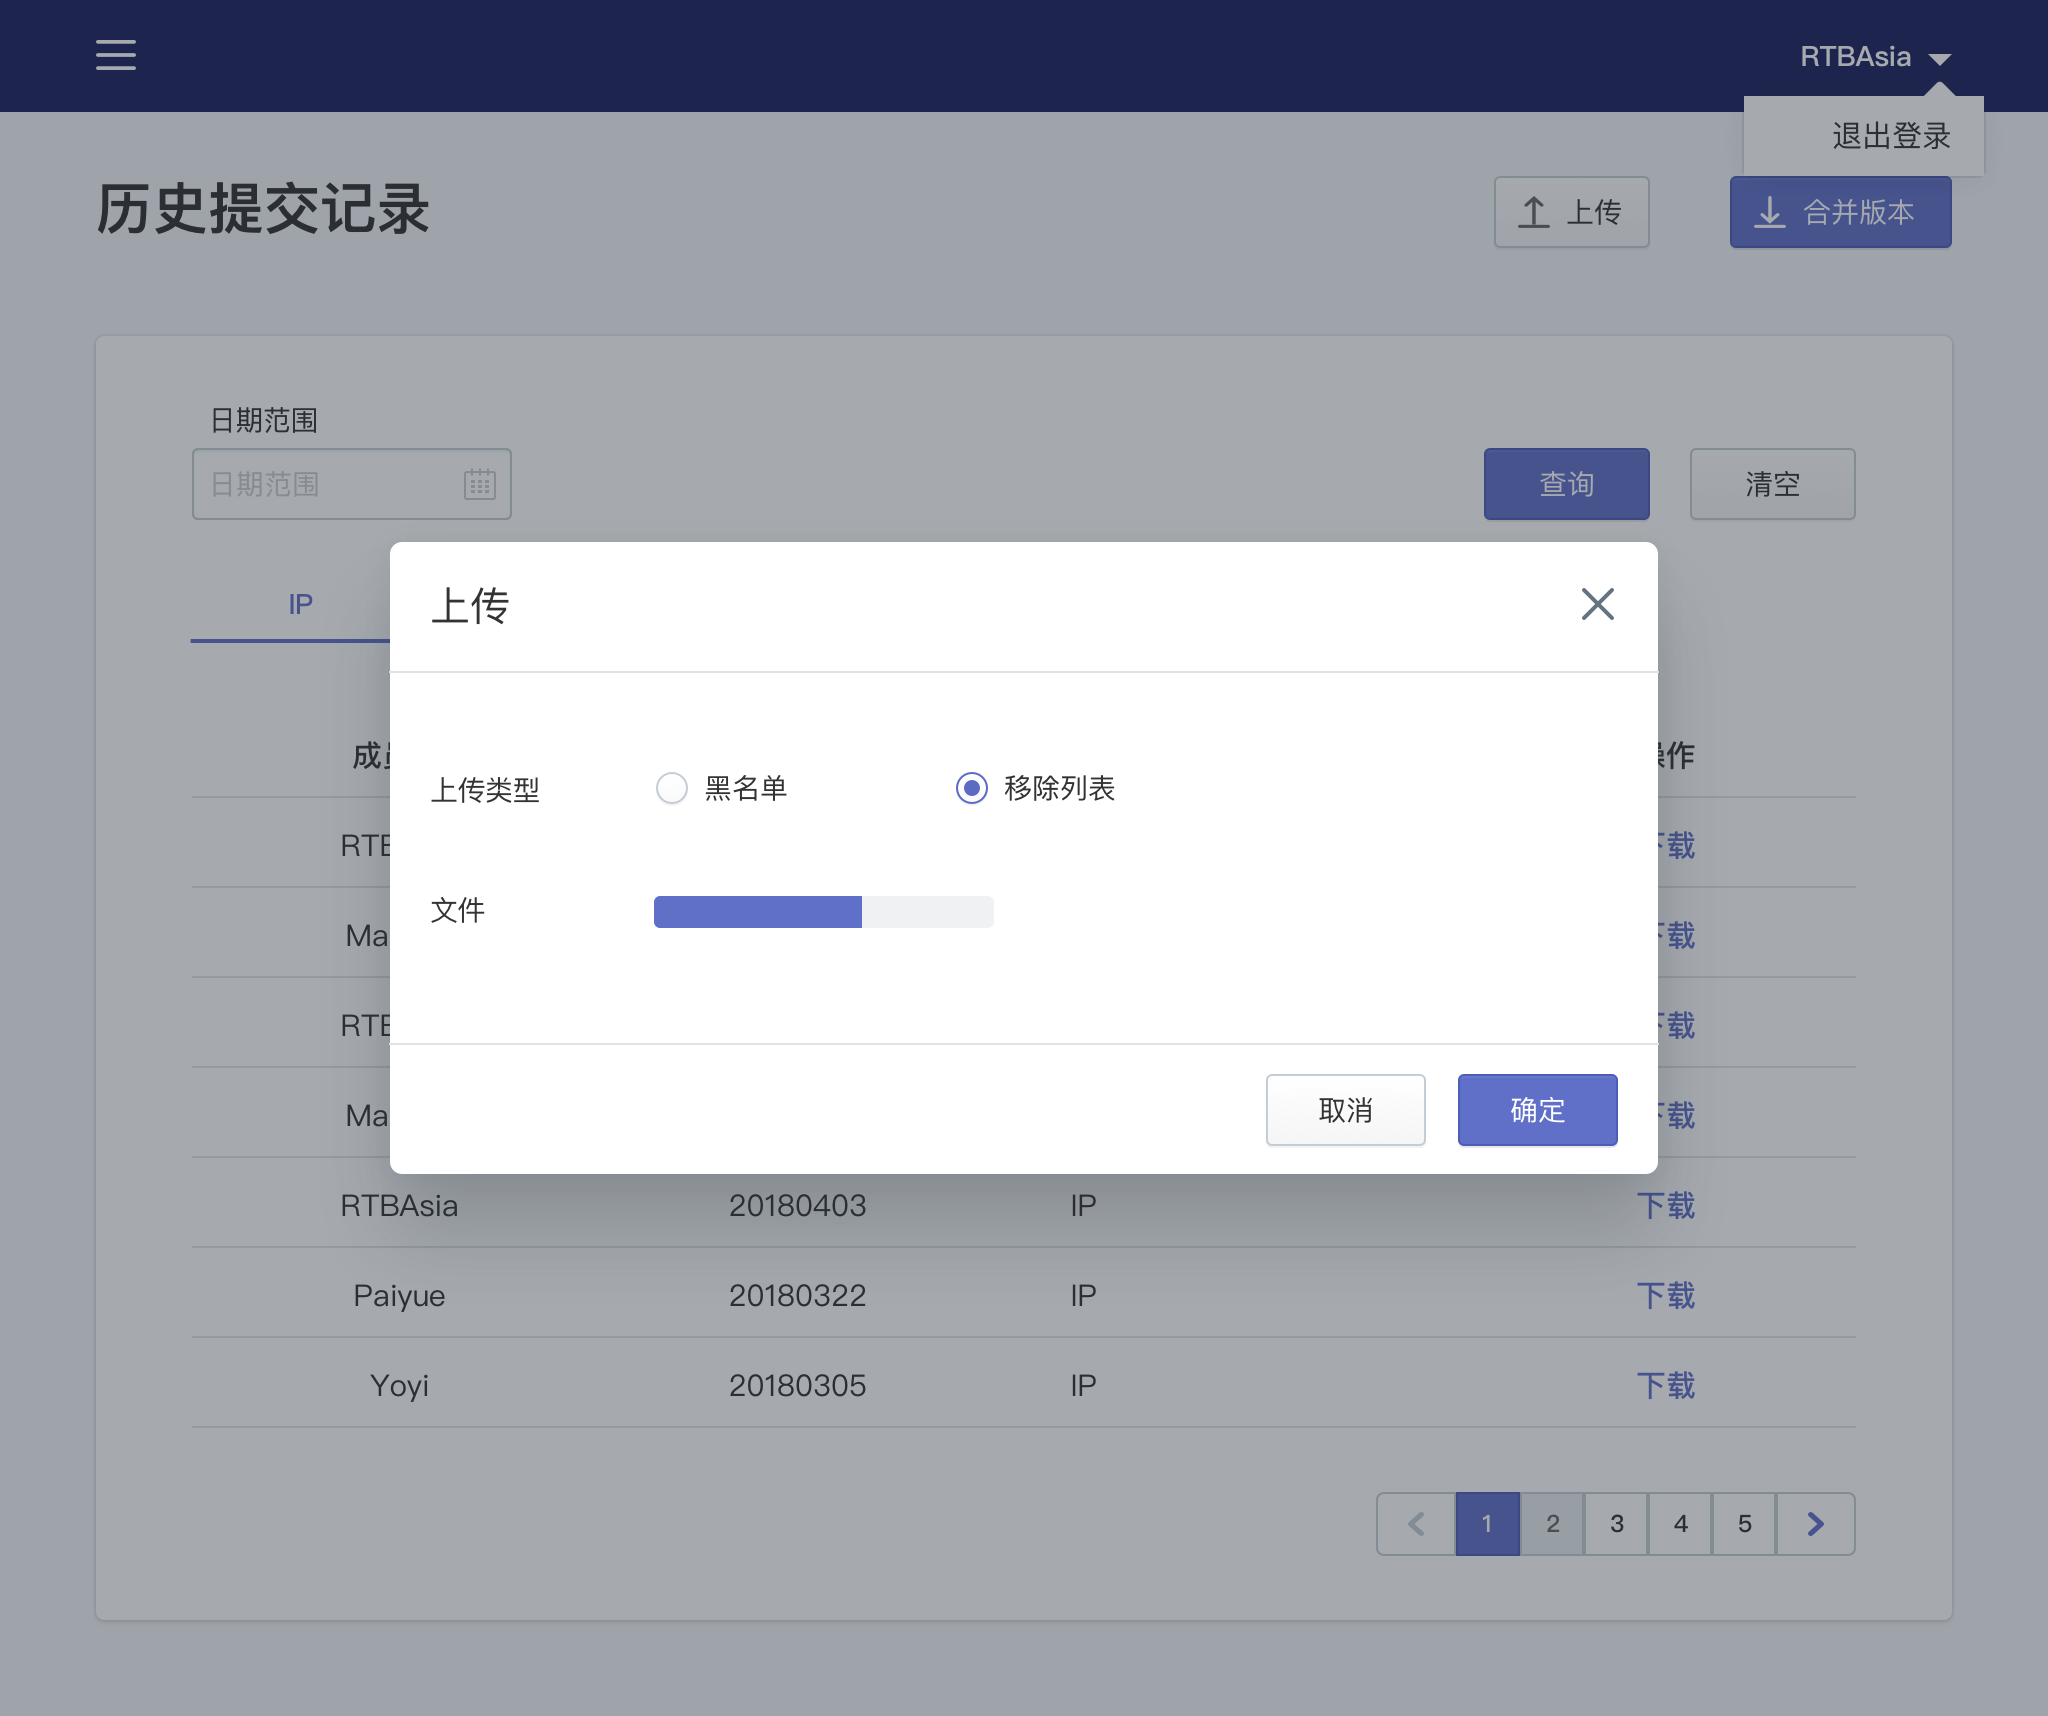 RTBAsia
退出登录
历史提交记录
上传
合并版本
日期范围
日期范围
查询
清空
IP
上传
上传类型
黑名单
移除列表
文件
取消
确定
成
作
RTB
载
Ma
载
RTB
载
Ma
载
RTBAsia 20180403 IP 下载
Paiyue 20180322 IP 下载
Yoyi 20180305 IP 下载
1 2 3 4 5